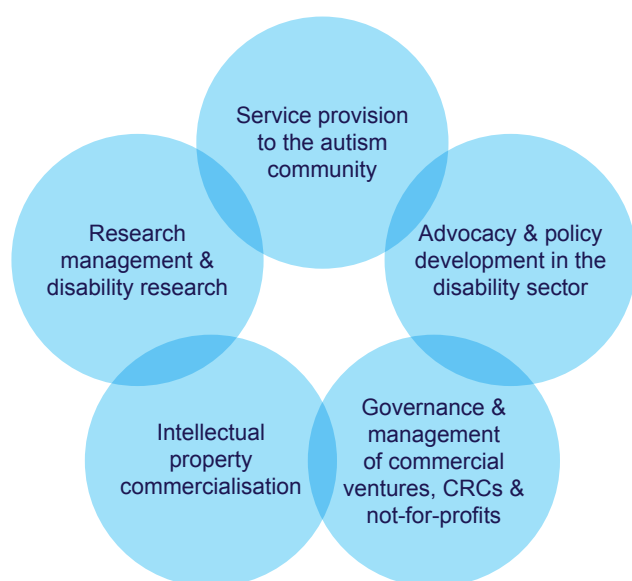 Service provision
to the autism
community
Research
management &
disability research
Advocacy & policy
development in the
disability sector
Intellectual
property
commercialisation
Governance &
management
of commercial
ventures, CRCs &
not-for-profits